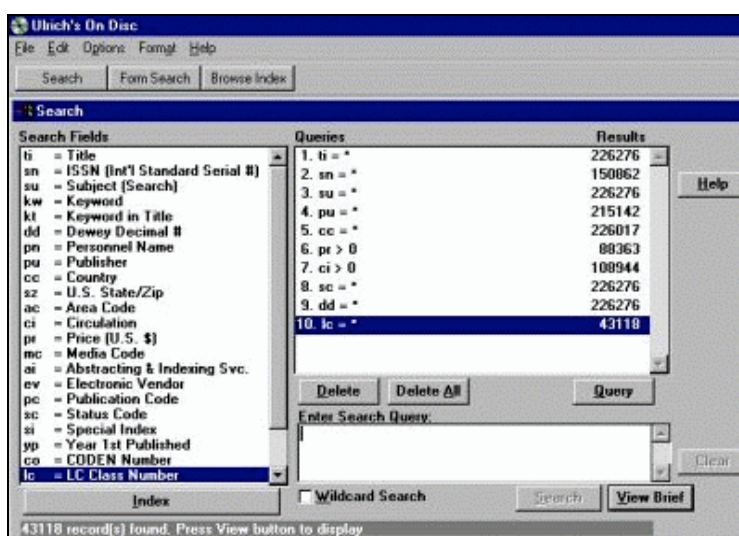 Ulrich's On Disc
File Edit Options Format Help
Search Form Search Browse Index
Search
Search Fields
ti = Title
sn = ISSN (Int'l Standard Serial #)
su = Subject (Search)
kw = Keyword
kt = Keyword in Title
dd = Dewey Decimal #
pn = Personnel Name
pu = Publisher
cc = Country
sz = U.S. State/Zip
ac = Area Code
ci = Circulation
pr = Price (U.S. $)
mc = Media Code
ai = Abstracting & Indexing Svc.
ev = Electronic Vendor
pc = Publication Code
sc = Status Code
si = Special Index
yp = Year 1st Published
co = CODEN Number
lc = LC Class Number
Index
Queries Results
1. ti = * 226276
2. sn = * 150862
3. su = * 226276
4. pu = * 215142
5. cc = * 226017
6. pr > 0 88363
7. ci > 0 108944
8. sc = * 226276
9. dd = * 226276
10. lc = * 43118
Help
Delete Delete All Query
Enter Search Query:
Clear
Wildcard Search Search View Brief
43118 record(s) found. Press View button to display